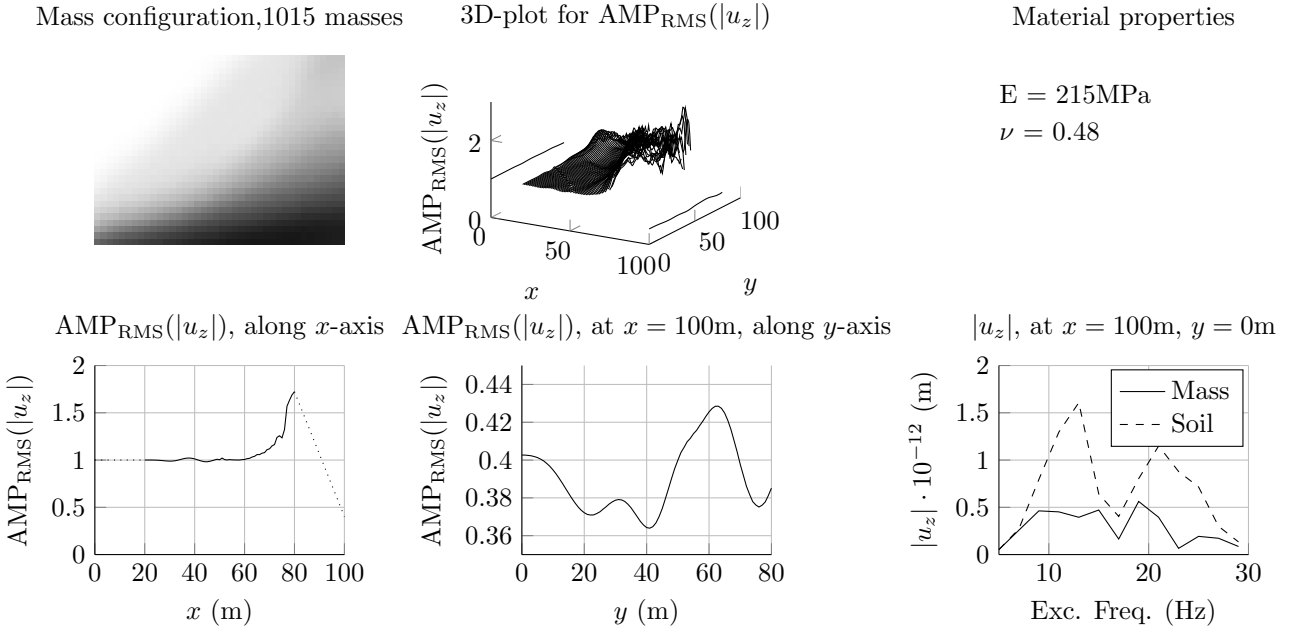 Mass configuration,1015 masses
3D-plot for AMP_RMS(|u_z|)
Material properties
E = 215MPa
ν = 0.48
AMP_RMS(|u_z|)
2
0
0
50
100
x
0
50
100
y
AMP_RMS(|u_z|), along x-axis
AMP_RMS(|u_z|)
2
1.5
1
0.5
0
0 20 40 60 80 100
x (m)
AMP_RMS(|u_z|), at x = 100m, along y-axis
AMP_RMS(|u_z|)
0.44
0.42
0.4
0.38
0.36
0 20 40 60 80
y (m)
|u_z|, at x = 100m, y = 0m
|u_z| · 10^{-12} (m)
2
1.5
1
0.5
0
10 20 30
Exc. Freq. (Hz)
Mass
Soil